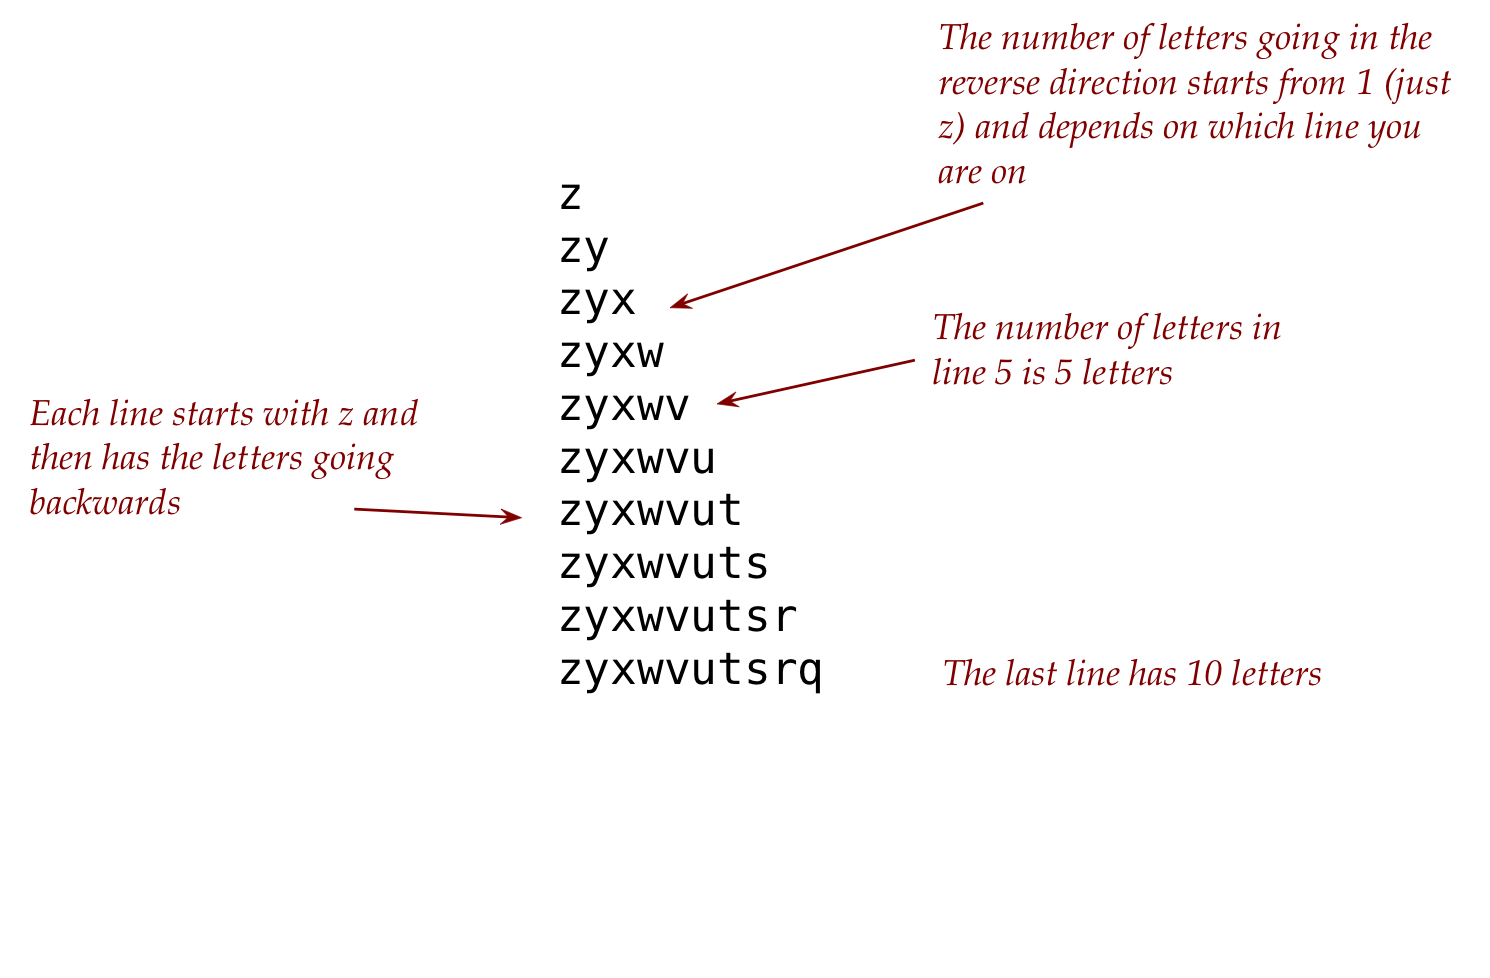 The number of letters going in the
reverse direction starts from 1 (just
z) and depends on which line you
are on
z
zy
zyx
zyxw
The number of letters in
line 5 is 5 letters
zyxwv
Each line starts with z and
then has the letters going
backwards
zyxwvu
zyxwvut
zyxwvuts
zyxwvutsr
zyxwvutsrq
The last line has 10 letters